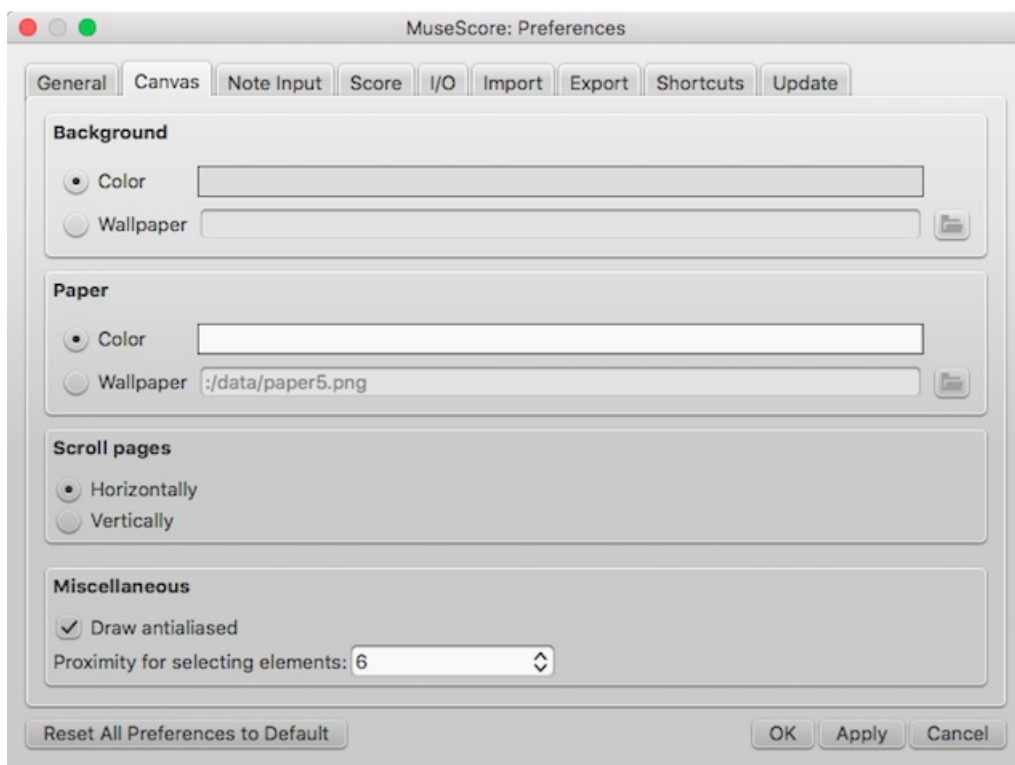 MuseScore: Preferences
General Canvas Note Input Score I/O Import Export Shortcuts Update
Background
Color
Wallpaper
Paper
Color
Wallpaper :/data/paper5.png
Scroll pages
Horizontally
Vertically
Miscellaneous
Draw antialiased
Proximity for selecting elements: 6
Reset All Preferences to Default OK Apply Cancel